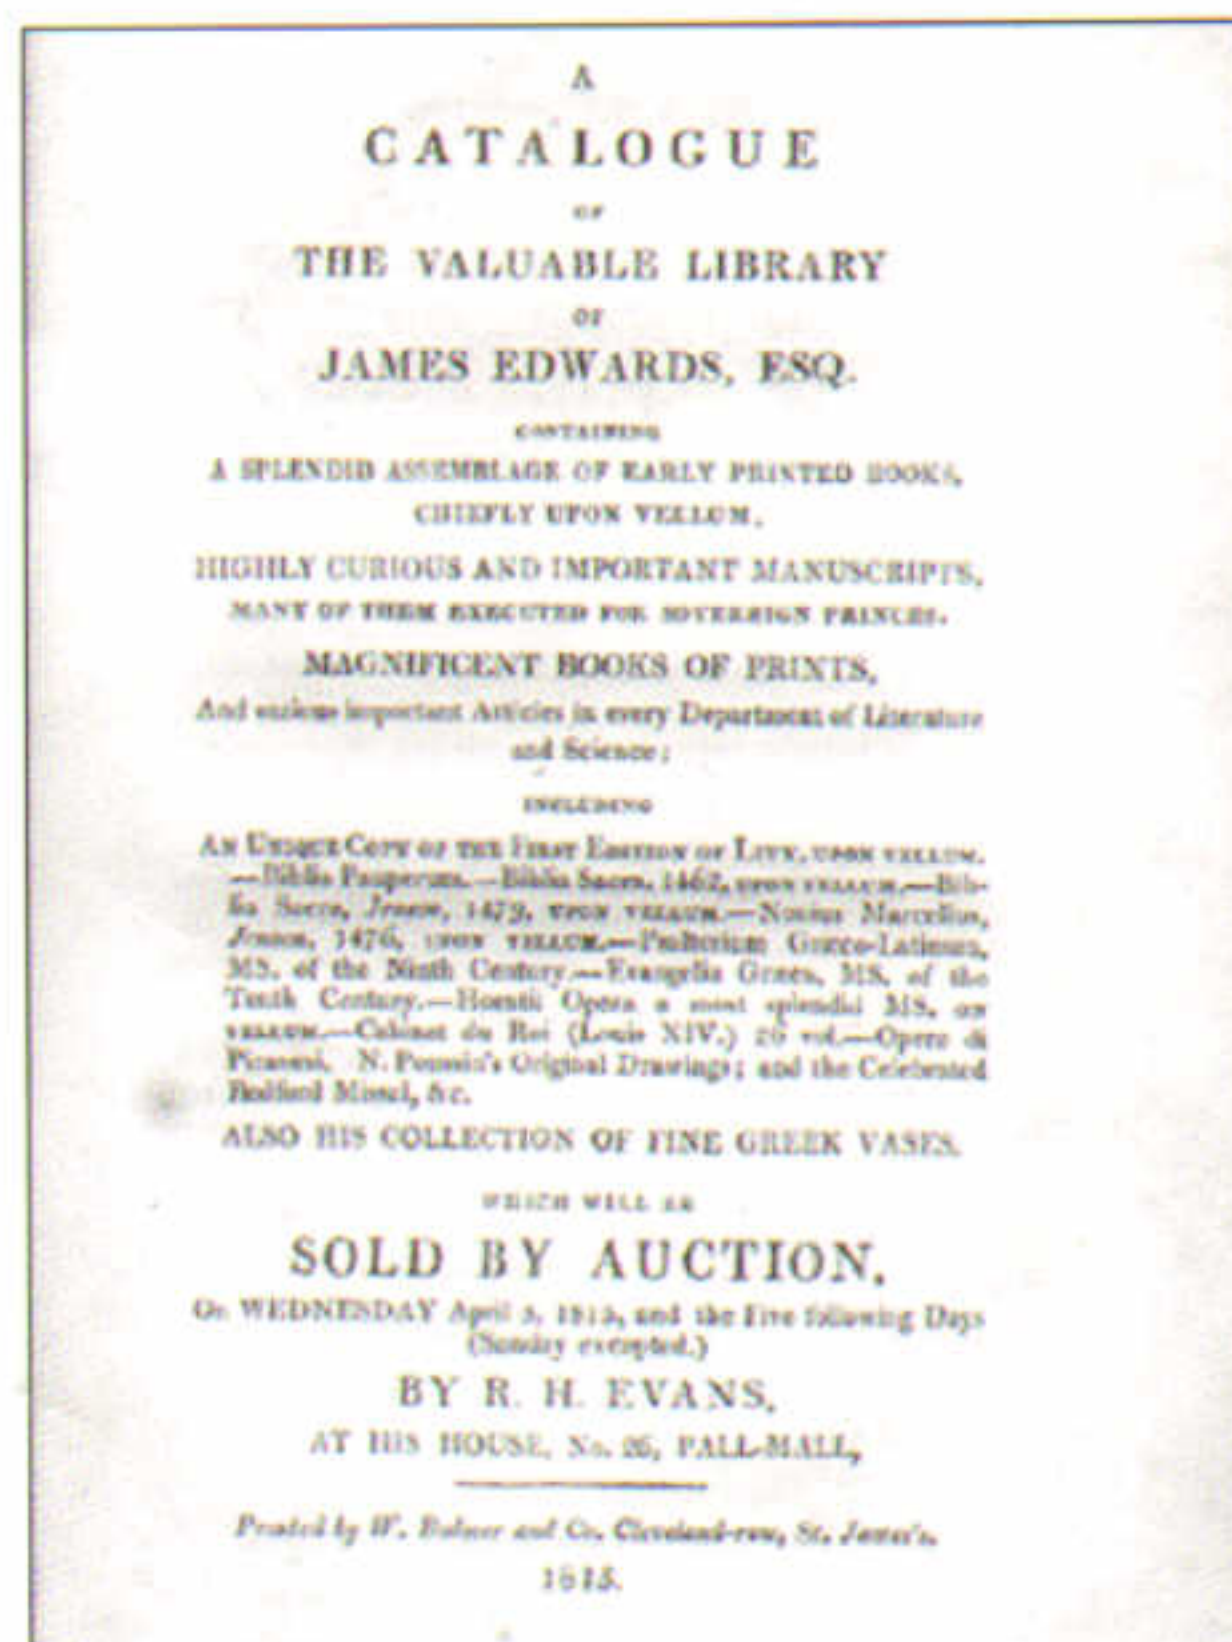 A
CATALOGUE
OF
THE VALUABLE LIBRARY
OF
JAMES EDWARDS, ESQ.
CONTAINING
A SPLENDID ASSEMBLAGE OF EARLY PRINTED BOOKS,
CHIEFLY UPON VELLUM,
HIGHLY CURIOUS AND IMPORTANT MANUSCRIPTS,
MANY OF THEM EXECUTED FOR SOVEREIGN PRINCES.
MAGNIFICENT BOOKS OF PRINTS,
And various important Articles in every Department of Literature
and Science;
INCLUDING
AN UNIQUE COPY OF THE FIRST EDITION OF LIVY, UPON VELLUM.
—Biblia Pauperum.—Biblia Sacra, 1462, UPON VELLUM.—Bib-
lia Sacra, Jenson, 1479, UPON VELLUM.—Nonius Marcellus,
Jenson, 1476, UPON VELLUM.—Psalterium Græco-Latinum,
MS. of the Ninth Century.—Evangelia Græca, MS. of the
Tenth Century.—Horatii Opera a most splendid MS. ON
VELLUM.—Cabinet du Roi (Louis XIV.) 26 vol.—Opere di
Piranesi. N. Poussin's Original Drawings; and the Celebrated
Bedford Missal, &c.
ALSO HIS COLLECTION OF FINE GREEK VASES.
WHICH WILL BE
SOLD BY AUCTION,
On WEDNESDAY April 5, 1815, and the Five following Days
(Sunday excepted.)
BY R. H. EVANS,
AT HIS HOUSE, No. 26, PALL-MALL,
Printed by W. Bulmer and Co. Cleveland-row, St. James's.
1815.